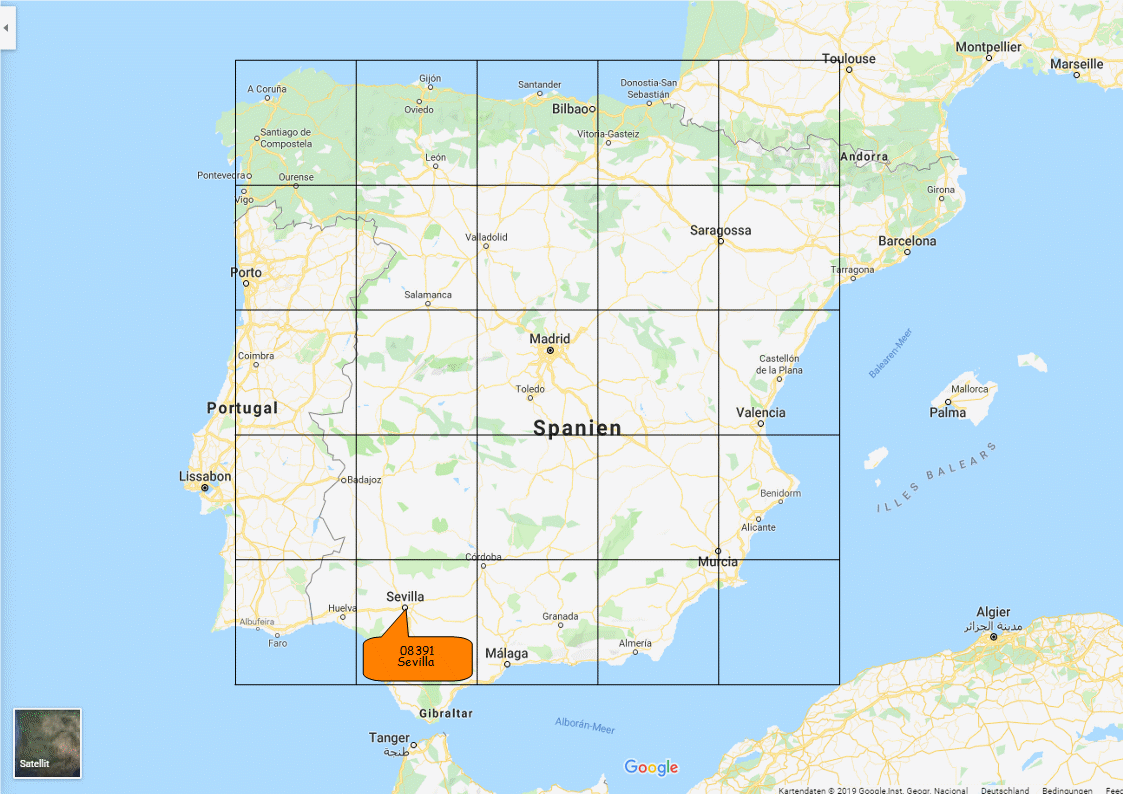 Montpellier
Toulouse
Marseille
Gijón
A Coruña
Santander
Donostia-San
Sebastián
Oviedo
Bilbao
Santiago de
Compostela
Vitoria-Gasteiz
León
Andorra
Pontevedra
Ourense
Vigo
Girona
Saragossa
Valladolid
Barcelona
Porto
Tarragona
Salamanca
Madrid
Balearen-Meer
Coimbra
Castellón
de la Plana
Toledo
Mallorca
Portugal
Valencia
Palma
Spanien
ILLES BALEARS
Lissabon
Badajoz
Benidorm
Alicante
Córdoba
Murcia
Sevilla
Huelva
Granada
Algier
مدينة الجزائر
Albufeira
Faro
Almería
08391
Sevilla
Málaga
Gibraltar
Alborán-Meer
Tanger
طنجة
Satellit
Google
Kartendaten © 2019 Google, Inst. Geogr. Nacional Deutschland Bedingungen Feec